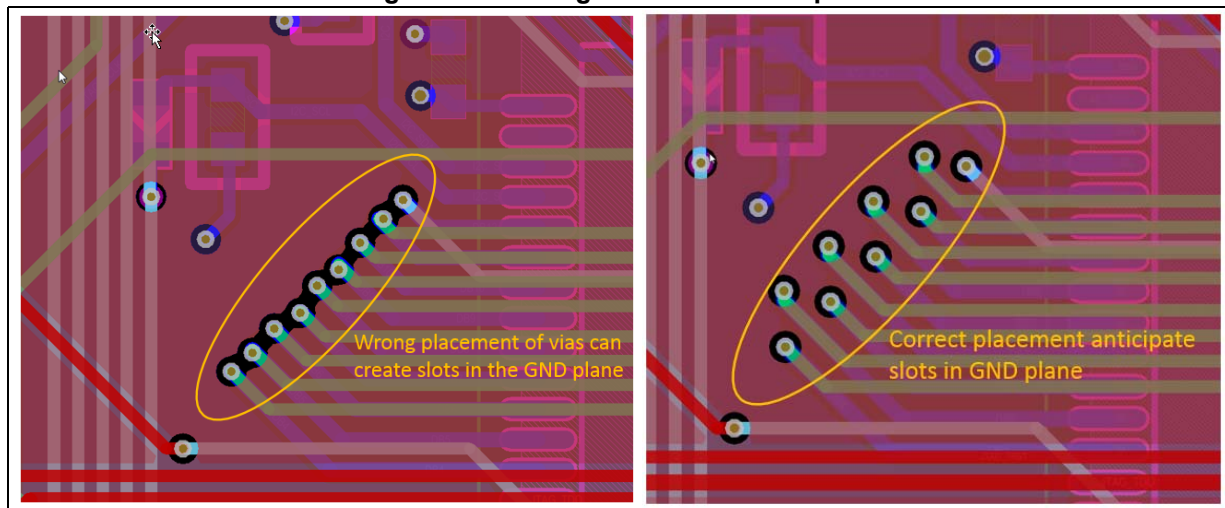 Wrong placement of vias can
create slots in the GND plane
Correct placement anticipate
slots in GND plane